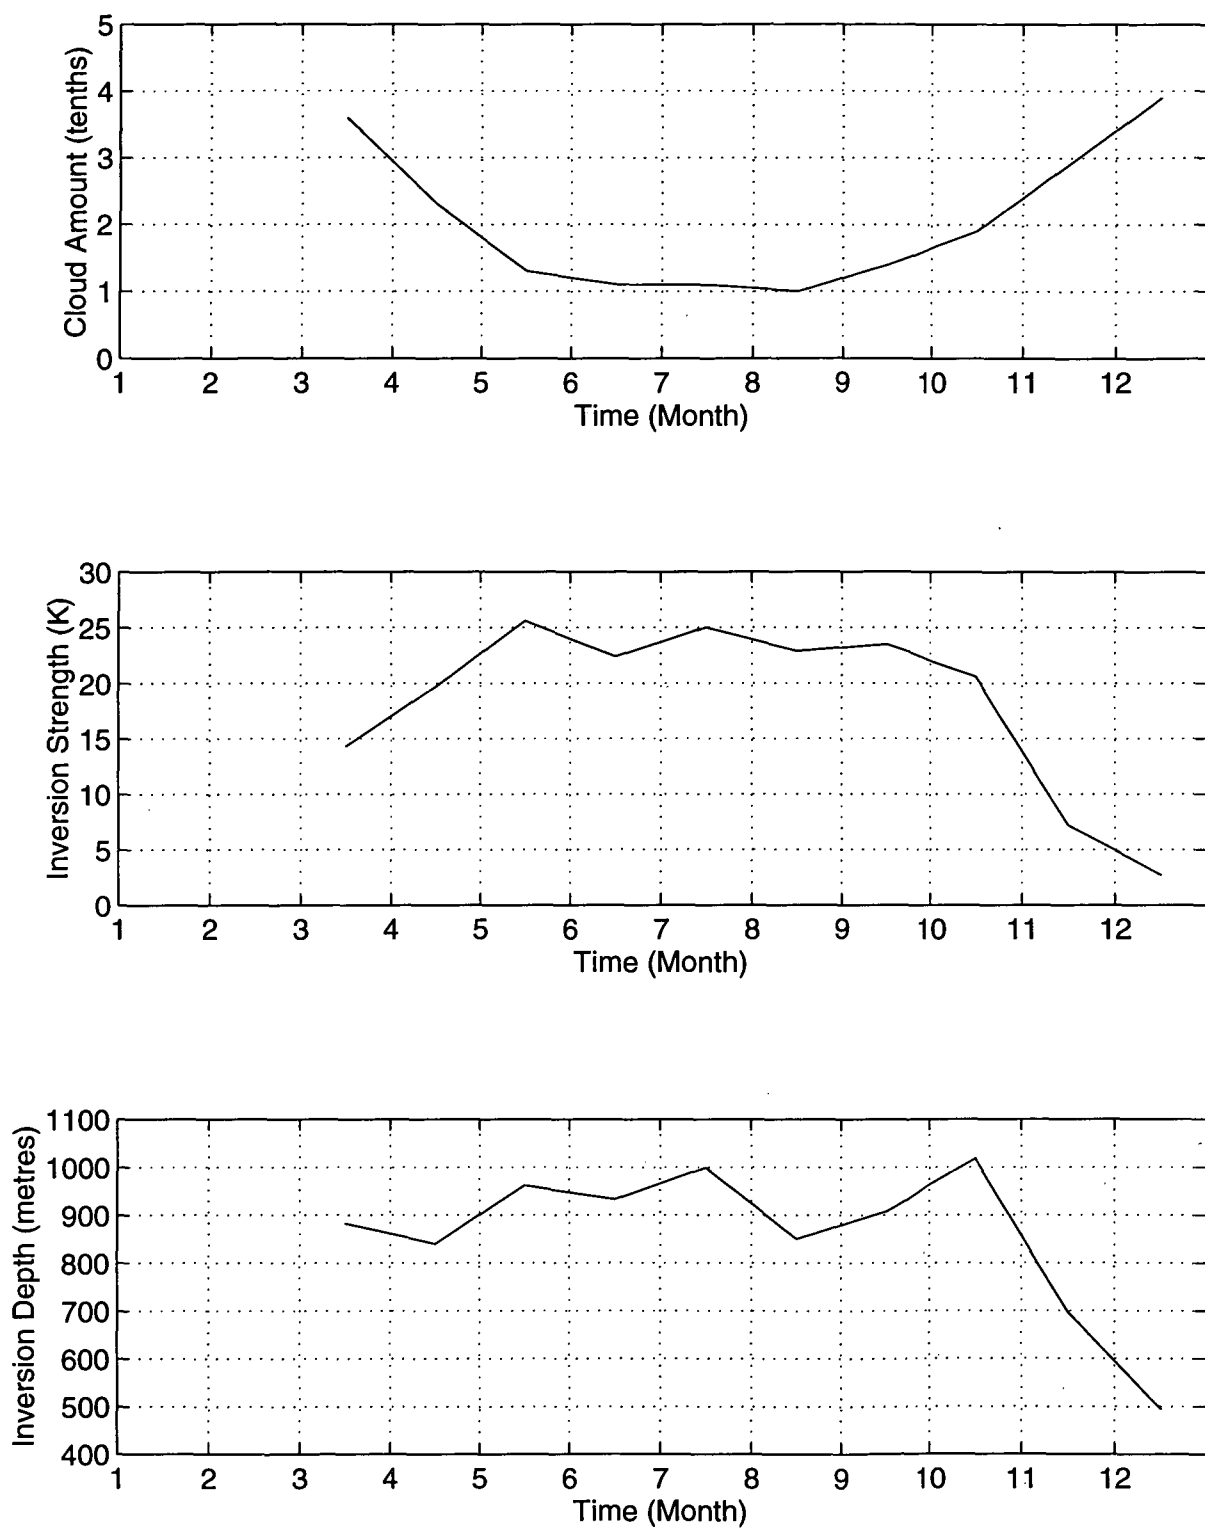 5
4
3
2
1
0
Cloud Amount (tenths)
1 2 3 4 5 6 7 8 9 10 11 12
Time (Month)
30
25
20
15
10
5
0
Inversion Strength (K)
1 2 3 4 5 6 7 8 9 10 11 12
Time (Month)
1100
1000
900
800
700
600
500
400
Inversion Depth (metres)
1 2 3 4 5 6 7 8 9 10 11 12
Time (Month)